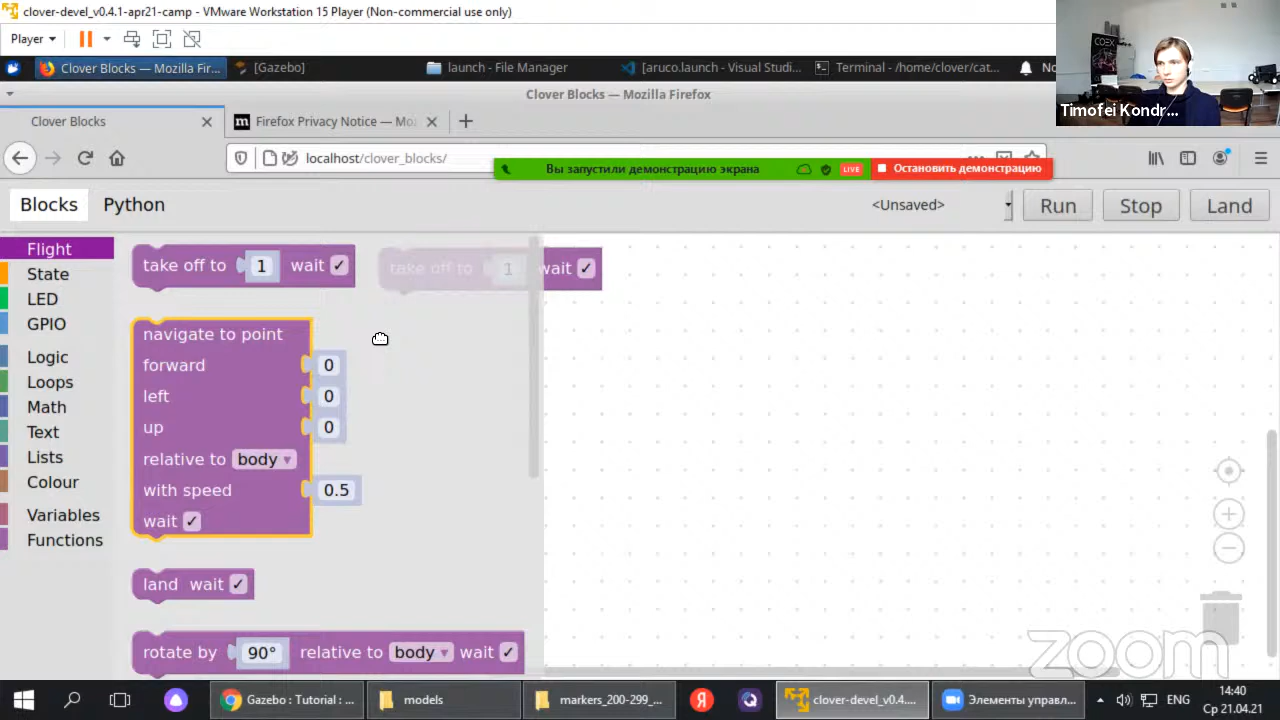 clover-devel_v0.4.1-apr21-camp - VMware Workstation 15 Player (Non-commercial use only)
Player
Clover Blocks — Mozilla Fir...
[Gazebo]
launch - File Manager
[aruco.launch - Visual Studi...
Terminal - /home/clover/cat...
No
COEX
Timofei Kondr...
Clover Blocks — Mozilla Firefox
Clover Blocks
Firefox Privacy Notice — Mo
localhost/clover_blocks/
Вы запустили демонстрацию экрана
LIVE
Остановить демонстрацию
Blocks
Python
<Unsaved>
Run
Stop
Land
Flight
State
LED
GPIO
Logic
Loops
Math
Text
Lists
Colour
Variables
Functions
take off to 1 wait
take off to 1 wait
navigate to point
forward 0
left 0
up 0
relative to body
with speed 0.5
wait
land wait
rotate by 90° relative to body wait
zoom
Gazebo : Tutorial : ...
models
markers_200-299_...
Я
clover-devel_v0.4....
Элементы управл...
ENG
14:40
Ср 21.04.21